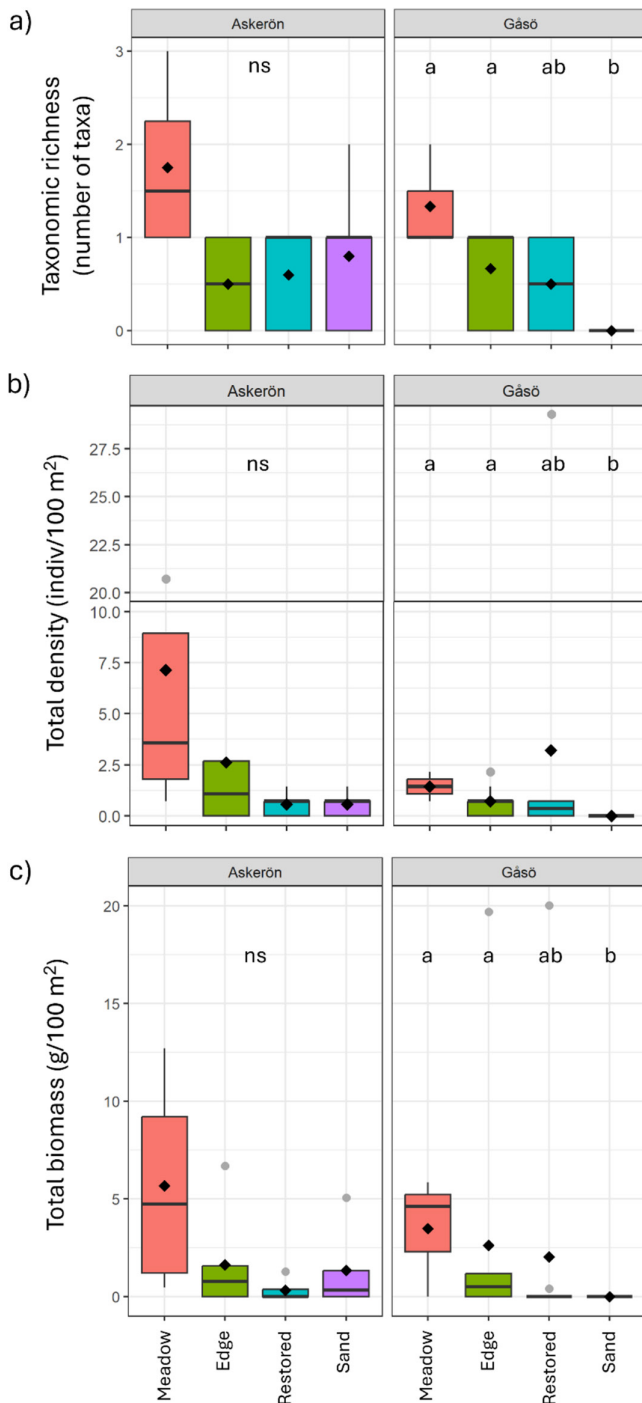 a)
Askerön Gåsö
ns a a ab b
Taxonomic richness
(number of taxa)
3
2
1
0
b)
Askerön Gåsö
ns a a ab b
Total density (indiv/100 m²)
27.5
25.0
22.5
20.0
10.0
7.5
5.0
2.5
0.0
c)
Askerön Gåsö
ns a a ab b
Total biomass (g/100 m²)
20
15
10
5
0
Meadow Edge Restored Sand Meadow Edge Restored Sand